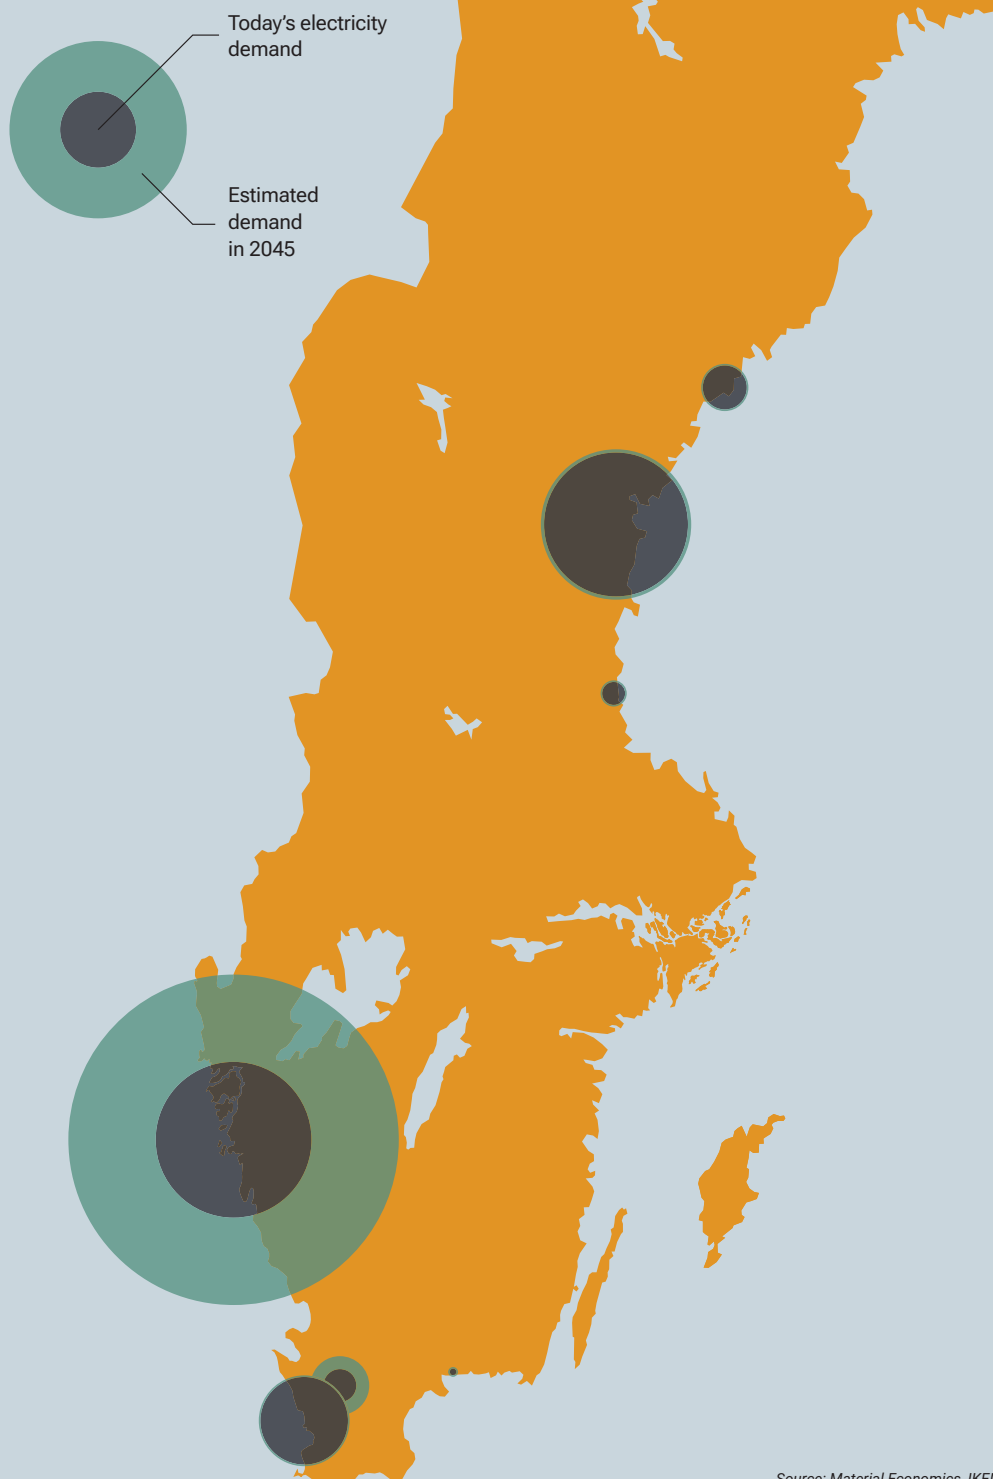 Today's electricity
demand
Estimated
demand
in 2045
Source: Material Economics,